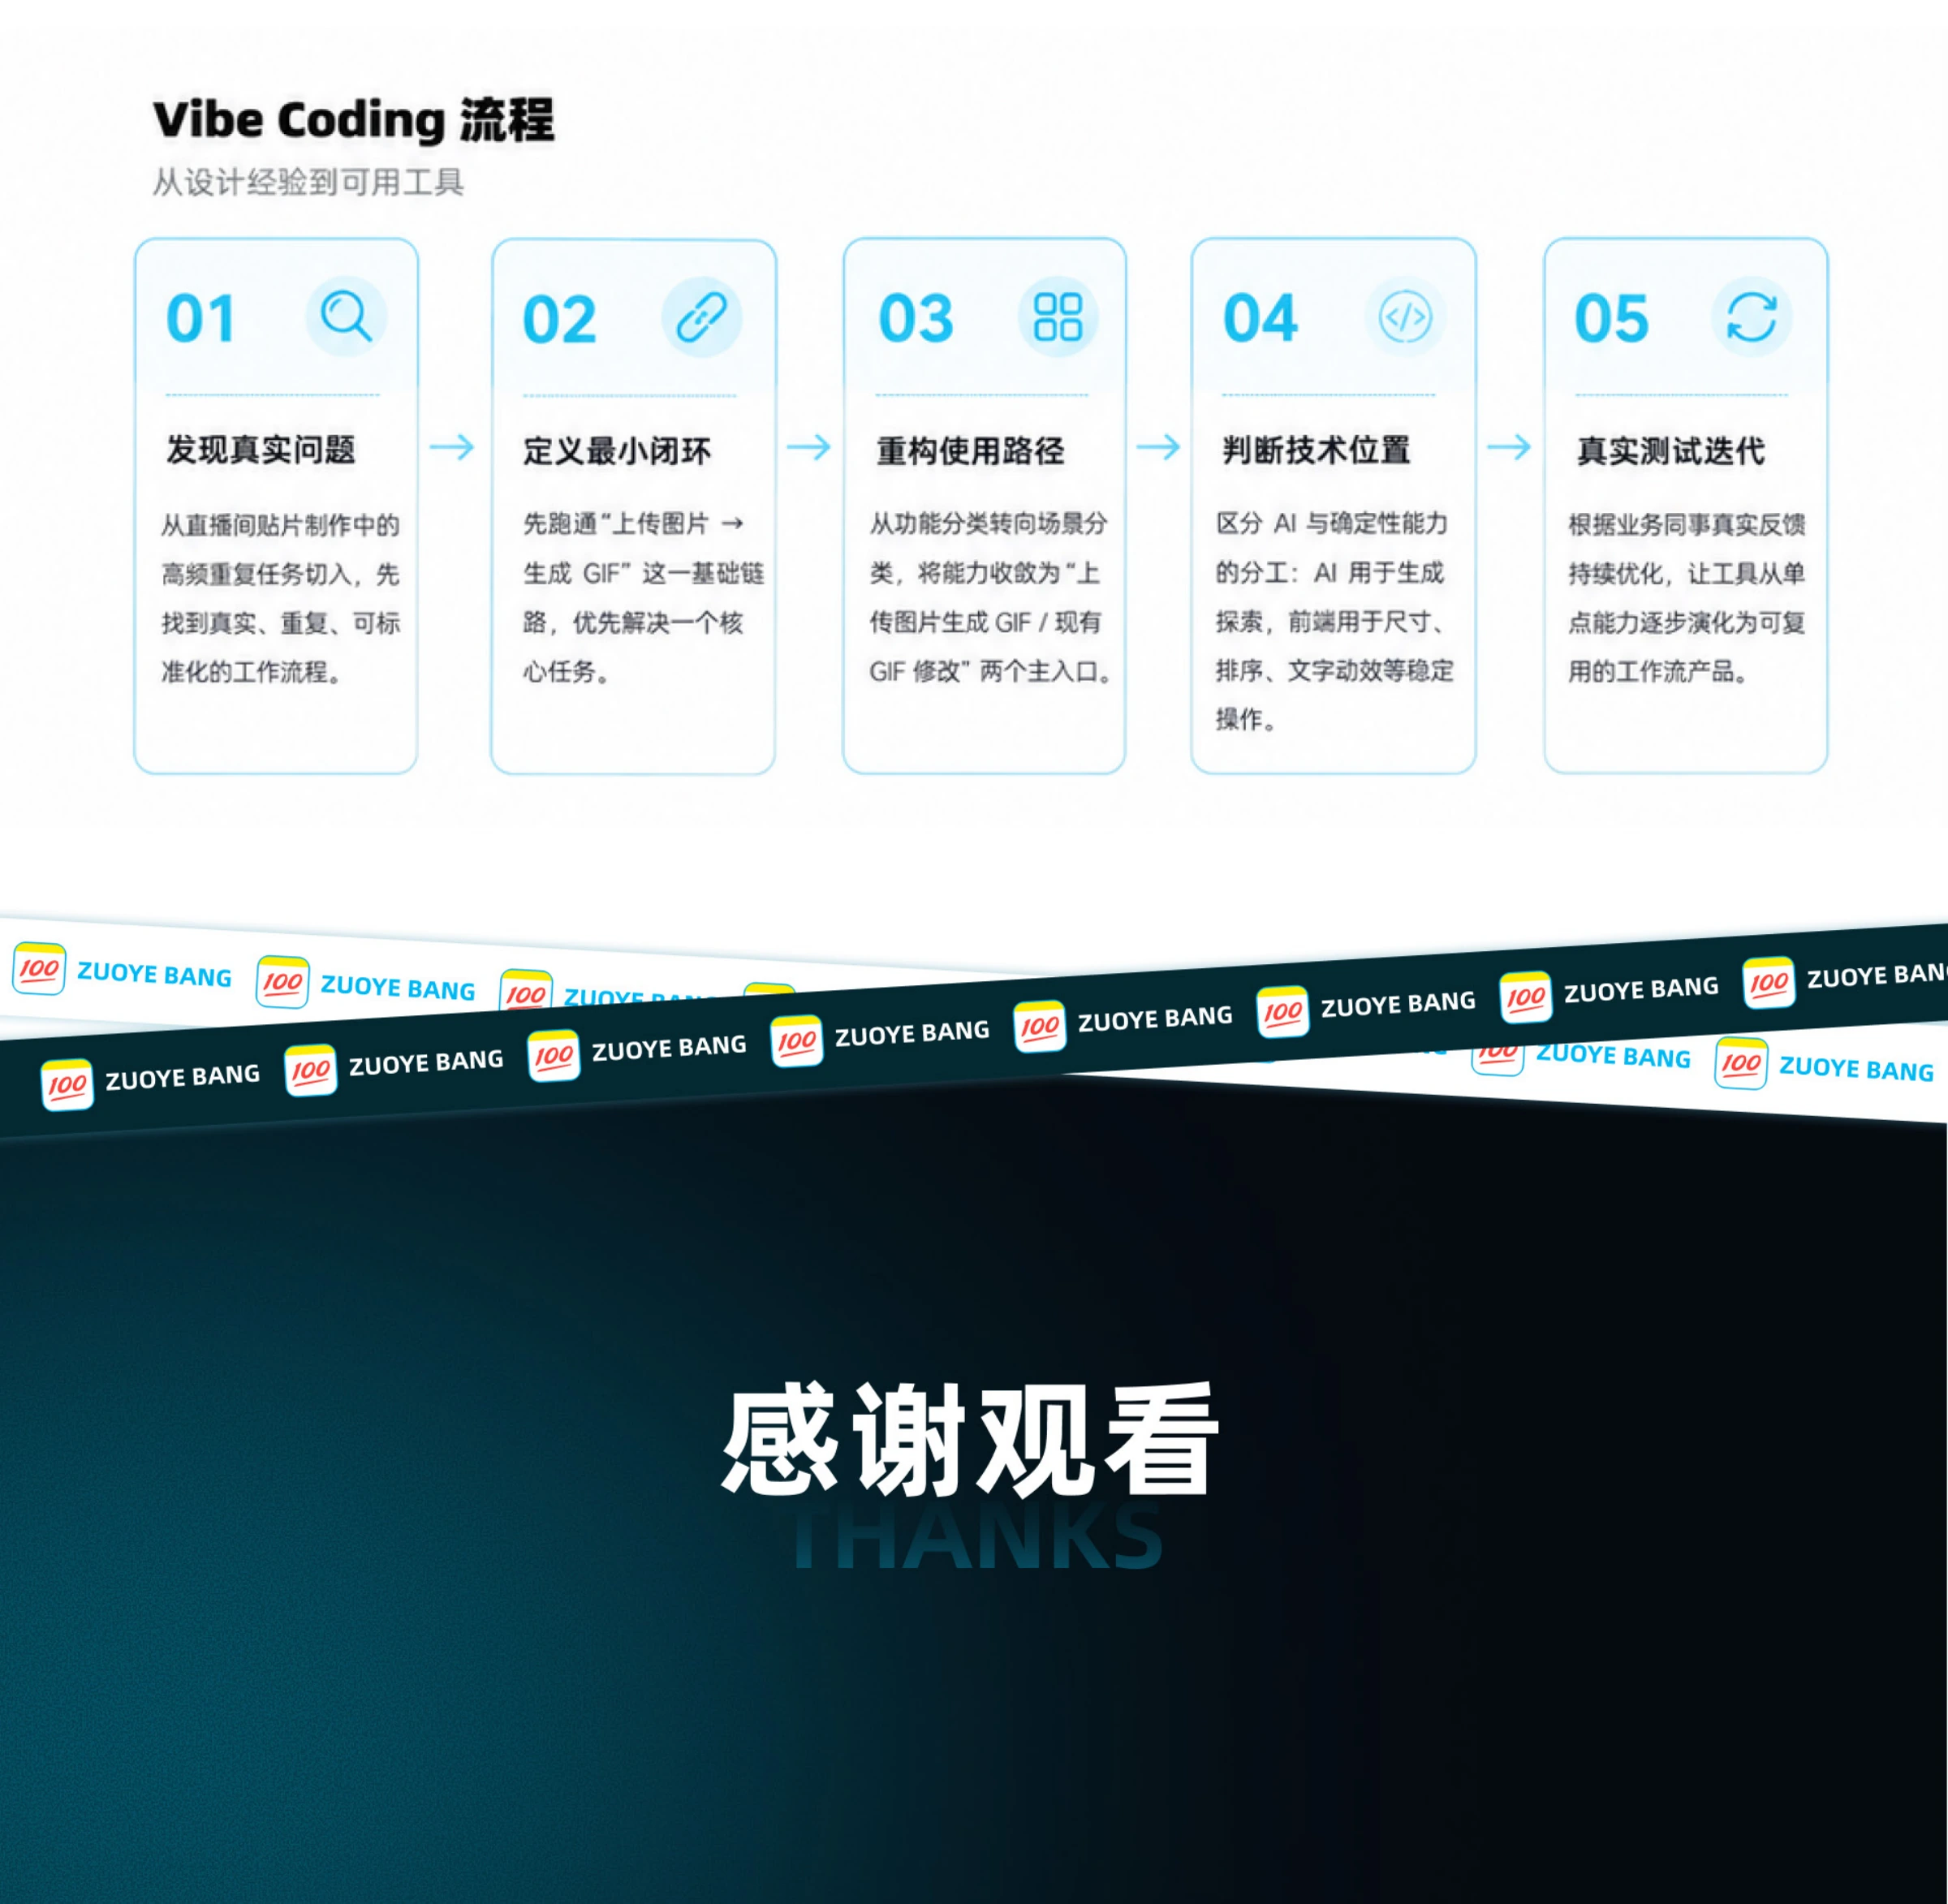 Vibe Coding 流程
从设计经验到可用工具
01
发现真实问题
从直播间贴片制作中的
高频重复任务切入，先
找到真实、重复、可标
准化的工作流程。
→
02
定义最小闭环
先跑通“上传图片 →
生成 GIF” 这一基础链
路，优先解决一个核
心任务。
→
03
重构使用路径
从功能分类转向场景分
类，将能力收敛为“上
传图片生成 GIF / 现有
GIF 修改” 两个主入口。
→
04
</>
判断技术位置
区分 AI 与确定性能力
的分工：AI 用于生成
探索，前端用于尺寸、
排序、文字动效等稳定
操作。
→
05
真实测试迭代
根据业务同事真实反馈
持续优化，让工具从单
点能力逐步演化为可复
用的工作流产品。
100 ZUOYE BANG 100 ZUOYE BANG 100 ZUOYE BANG
100 ZUOYE BANG 100 ZUOYE BANG 100 ZUOYE BANG 100 ZUOYE BANG 100 ZUOYE BANG 100 ZUOYE BANG 100 ZUOYE BANG 100 ZUOYE BANG
100 ZUOYE BANG 100 ZUOYE BANG
感谢观看
THANKS